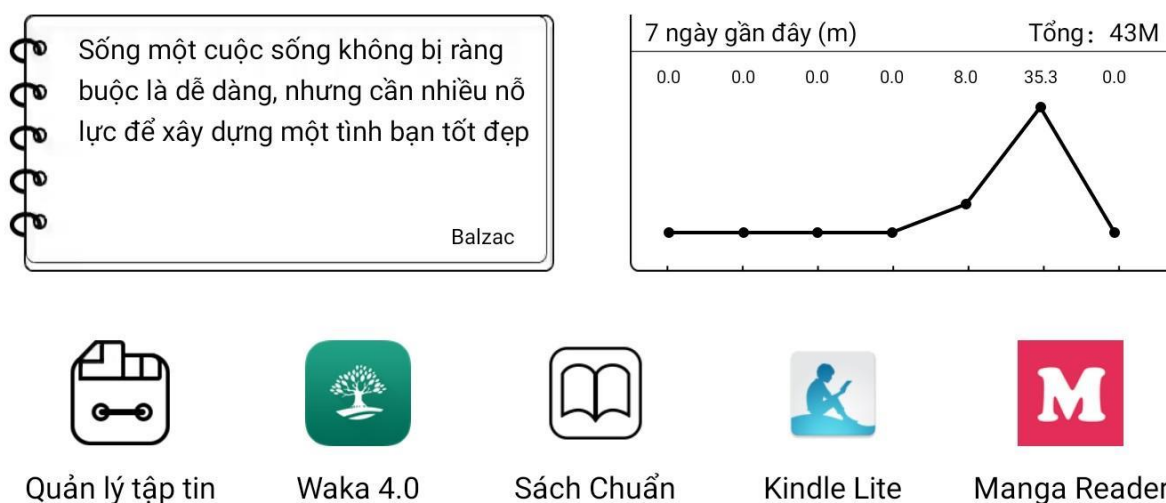 Sống một cuộc sống không bị ràng
buộc là dễ dàng, nhưng cần nhiều nỗ
lực để xây dựng một tình bạn tốt đẹp
Balzac
7 ngày gần đây (m) Tổng: 43M
0.0 0.0 0.0 0.0 8.0 35.3 0.0
M
Quản lý tập tin Waka 4.0 Sách Chuẩn Kindle Lite Manga Reader